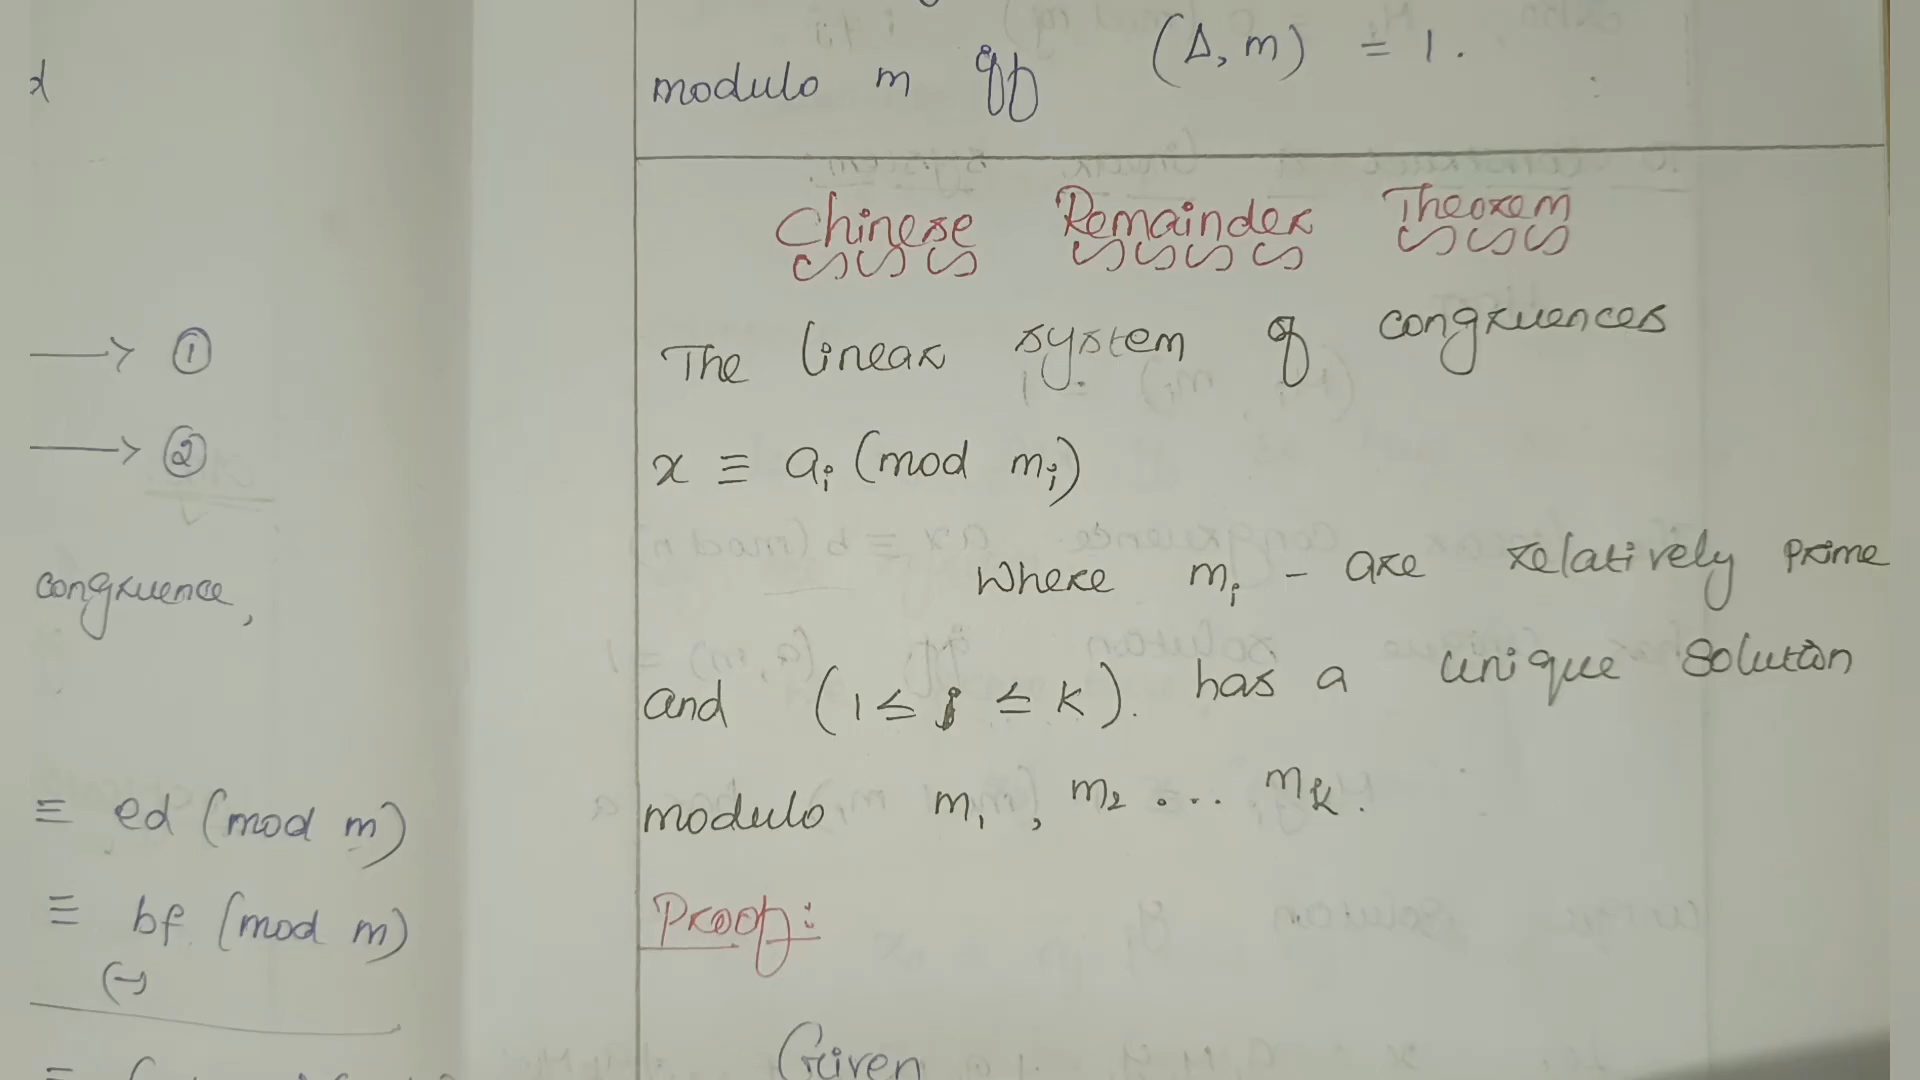 x
→ ①
→ ②
congruence,
≡ ed (mod m)
≡ bf (mod m)
(-)
modulo m iff (Δ, m) = 1.
Chinese Remainder Theorem
The linear system of congruences
x ≡ aᵢ (mod mᵢ)
where mᵢ - are relatively prime
and (1 ≤ i ≤ k). has a unique solution
modulo m₁, m₂ ... mₖ.
Proof:
Given